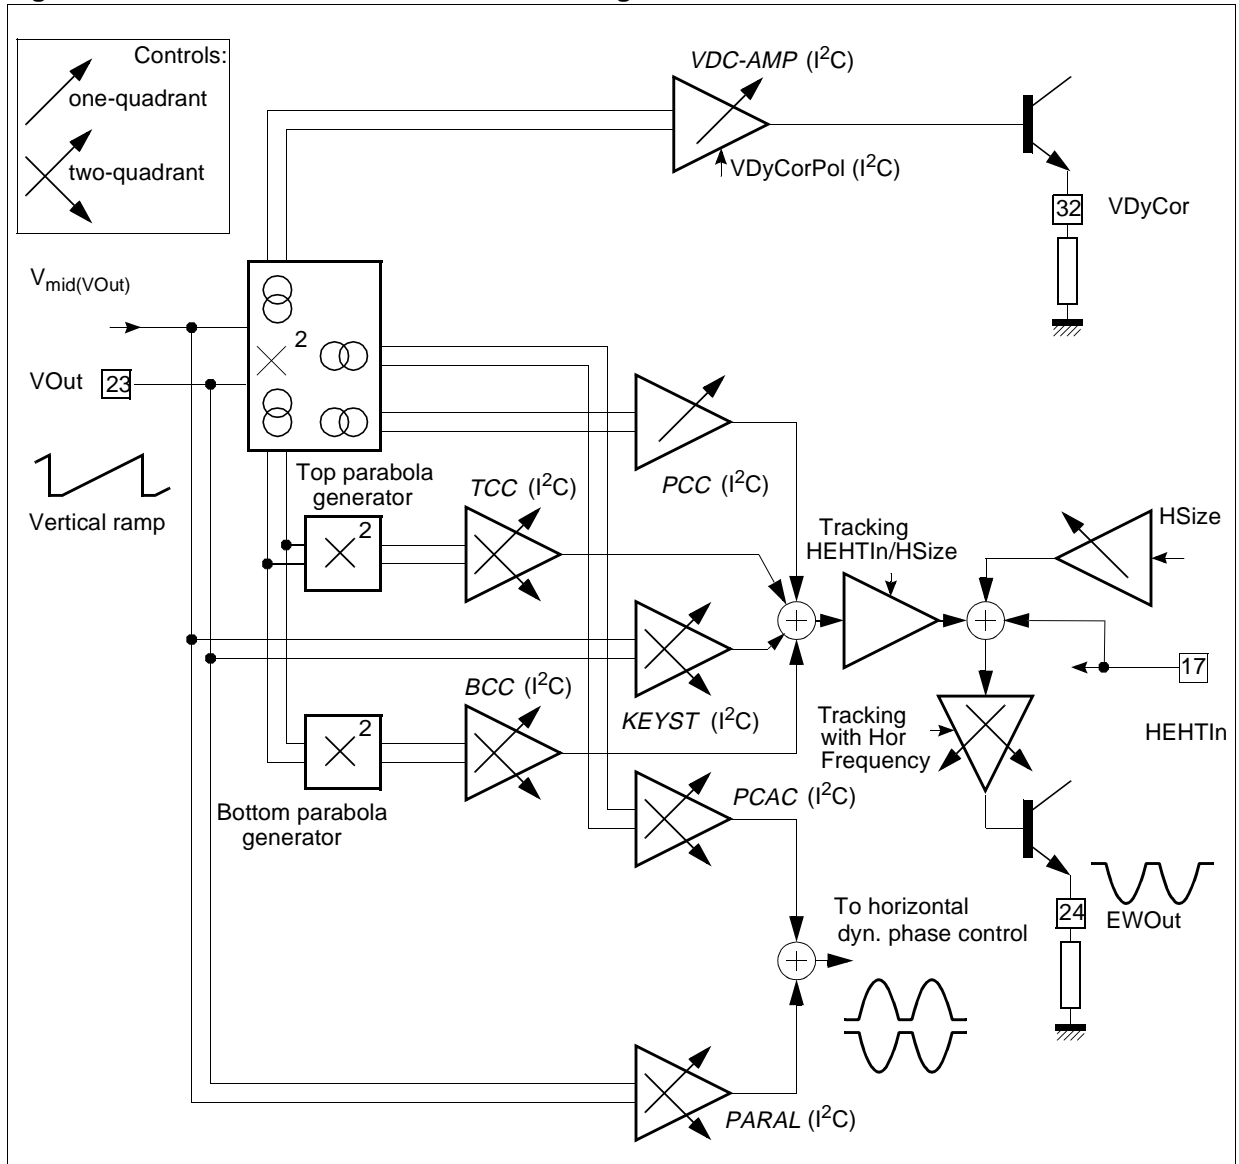 Controls:
one-quadrant
two-quadrant
VDC-AMP (I2C)
VDyCorPol (I2C)
32
VDyCor
Vmid(VOut)
2
VOut 23
Vertical ramp
Top parabola
generator
2
TCC (I2C)
PCC (I2C)
Tracking
HEHTIn/HSize
HSize
KEYST (I2C)
BCC (I2C)
2
Bottom parabola
generator
17
HEHTIn
Tracking
with Hor
Frequency
PCAC (I2C)
24
EWOut
To horizontal
dyn. phase control
PARAL (I2C)